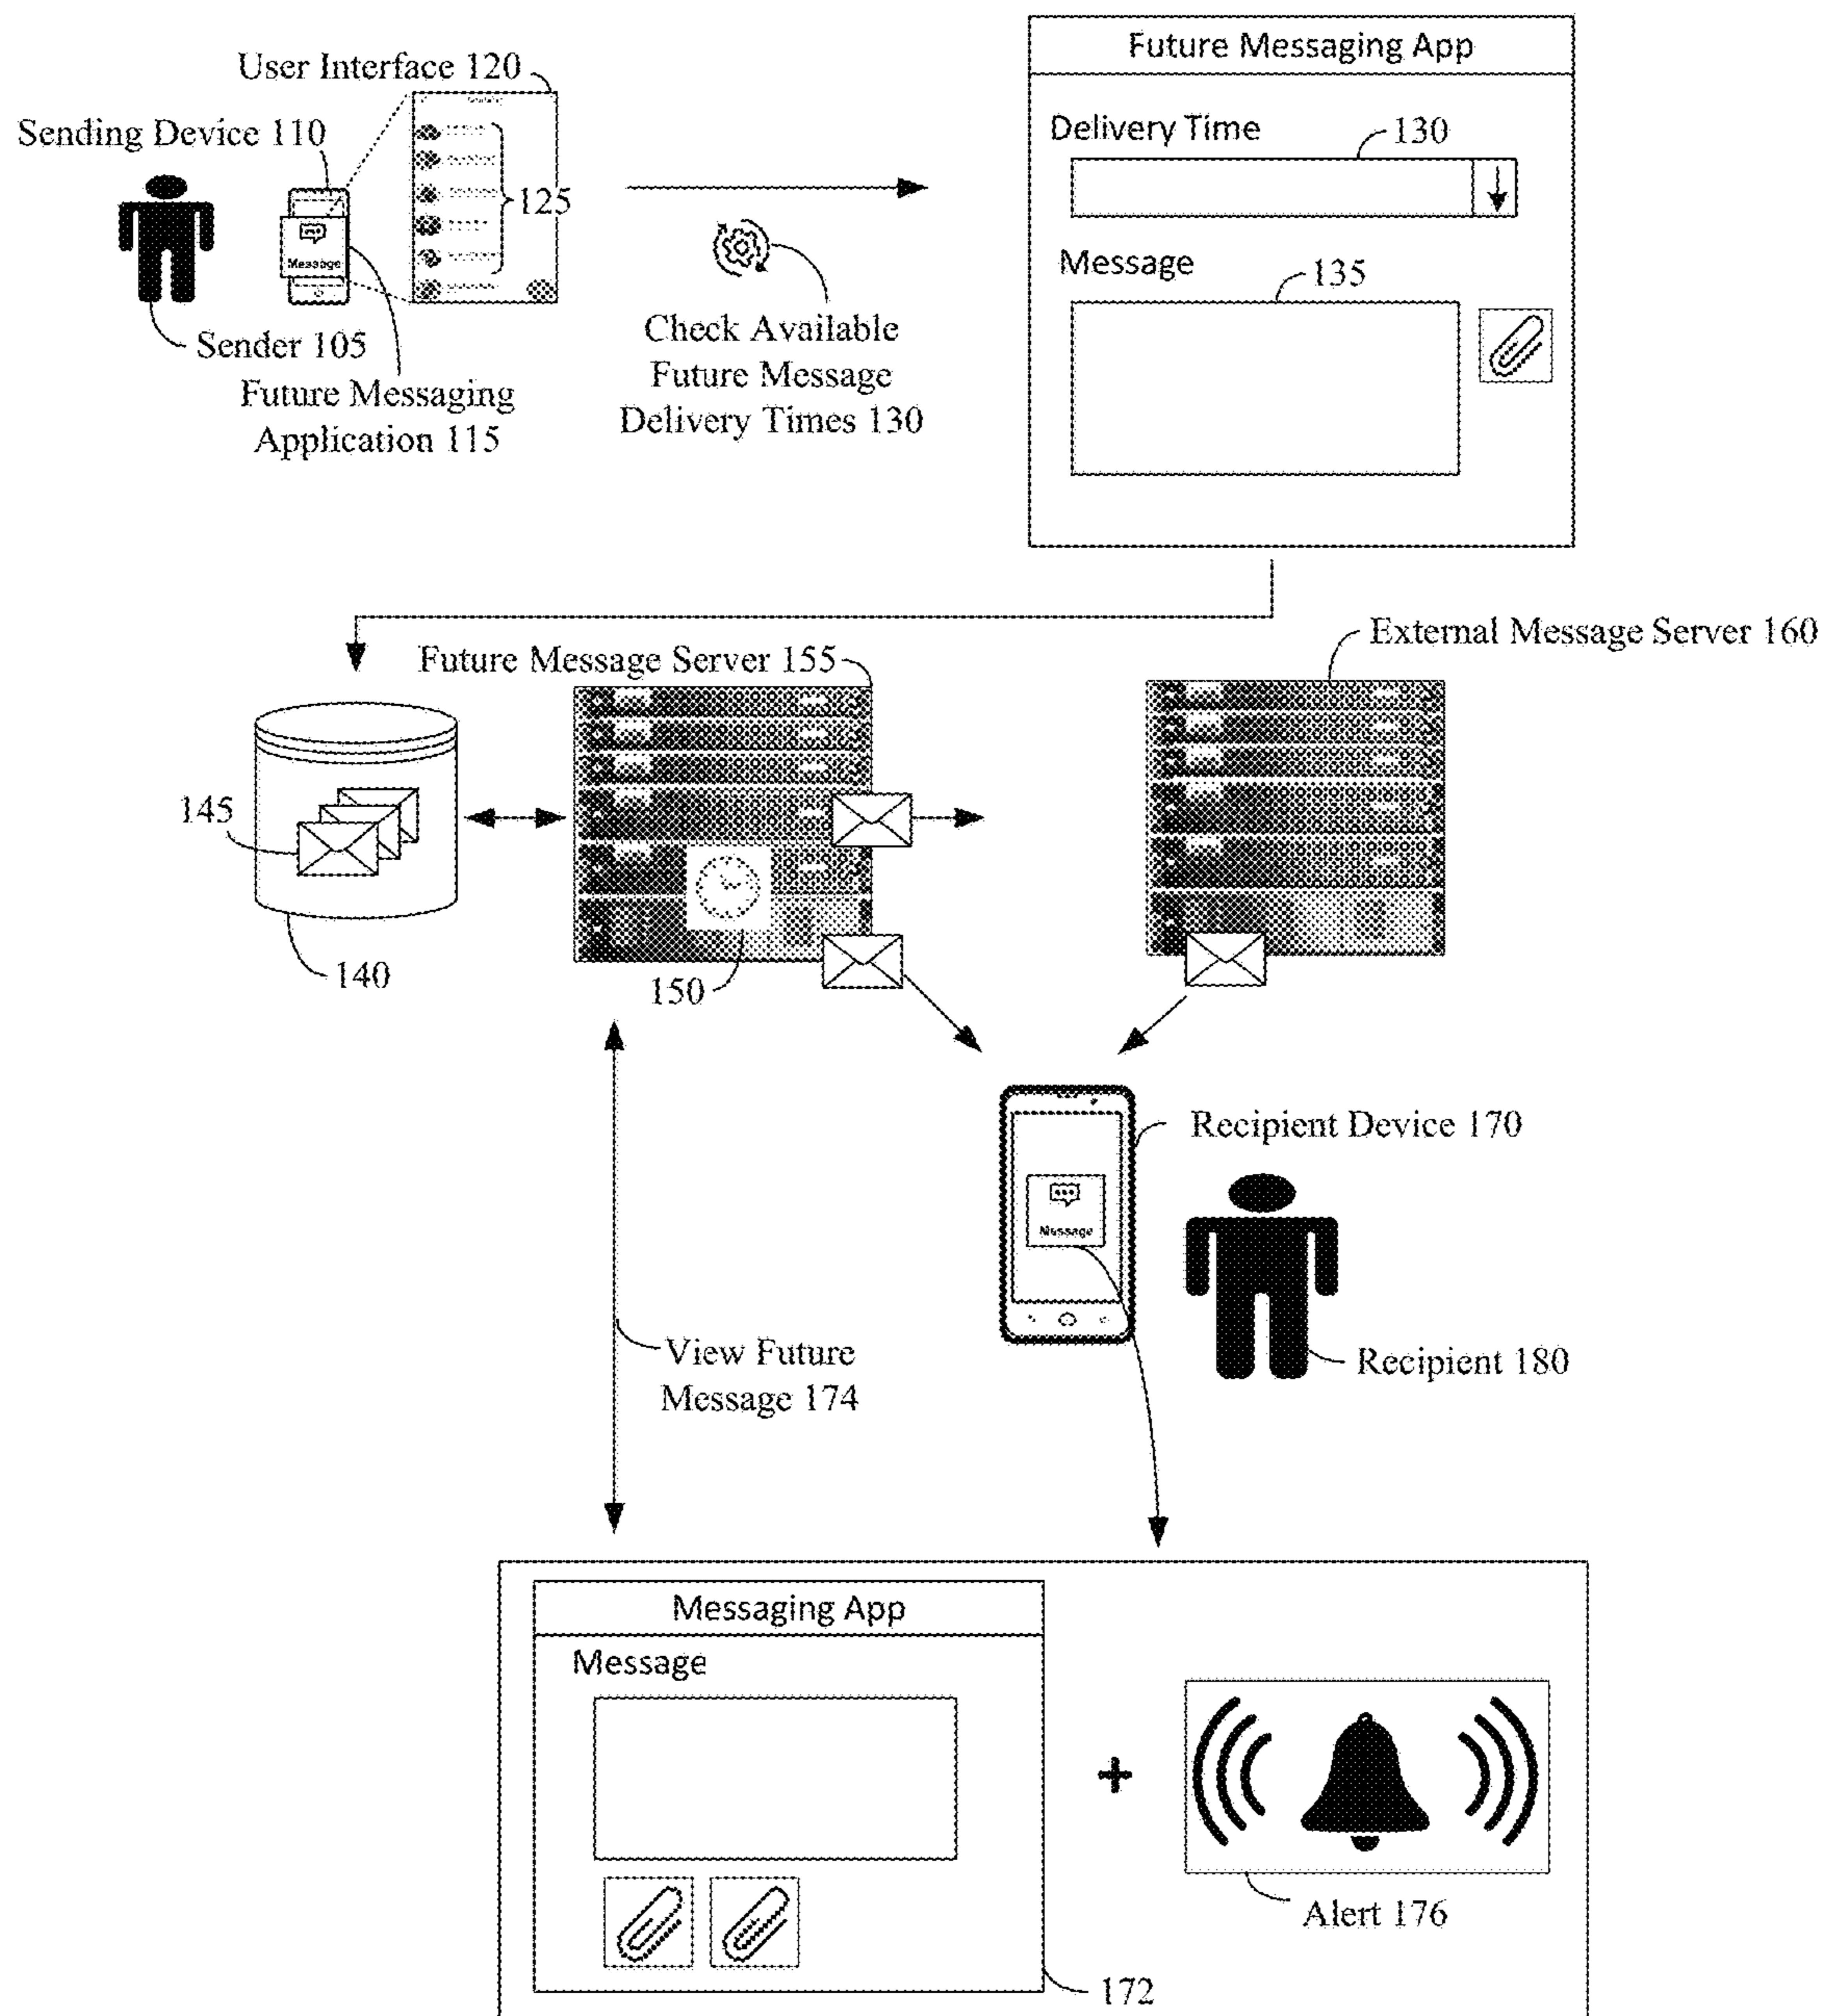 User Interface 120
Future Messaging App
Sending Device 110
Delivery Time
130
125
Message
Message
135
Sender 105
Check Available
Future Message
Delivery Times 130
Future Messaging
Application 115
External Message Server 160
Future Message Server 155
145
140
150
Recipient Device 170
Message
View Future
Message 174
Recipient 180
Messaging App
Message
Alert 176
172